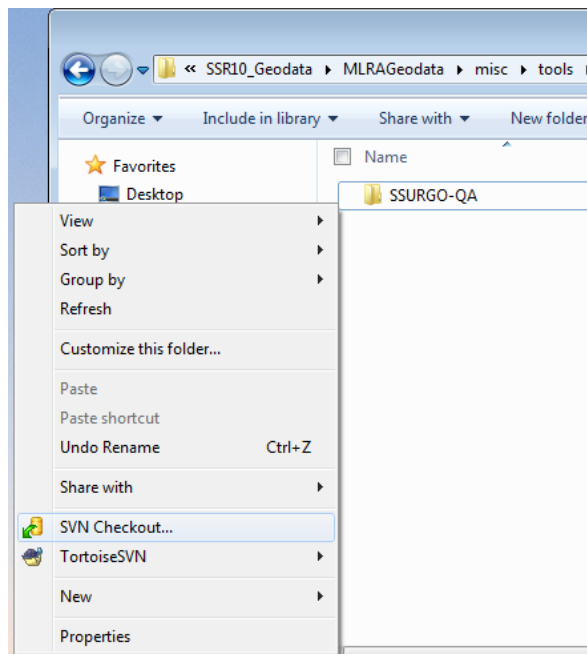 « SSR10_Geodata ▸ MLRAGeodata ▸ misc ▸ tools
Organize Include in library Share with New folder
Favorites
Name
Desktop
SSURGO-QA
View
Sort by
Group by
Refresh
Customize this folder...
Paste
Paste shortcut
Undo Rename Ctrl+Z
Share with
SVN Checkout...
TortoiseSVN
New
Properties